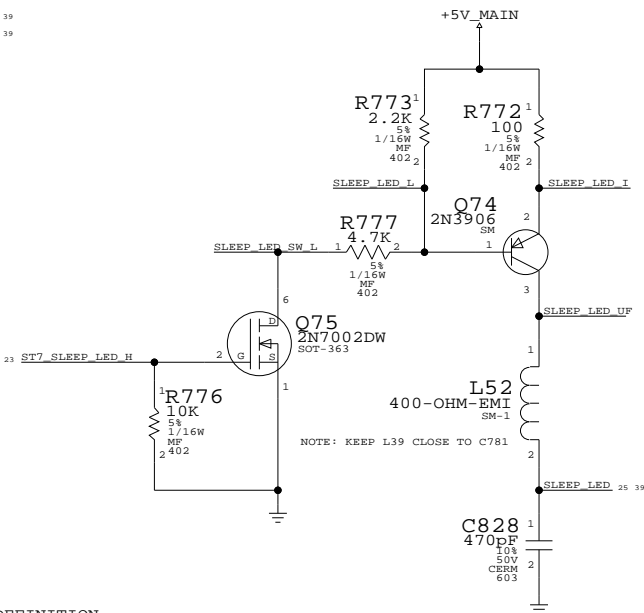 39
39
+5V_MAIN
R773 1
2.2K
5%
1/16W
MF
402 2
R772 1
100
5%
1/16W
MF
402 2
SLEEP_LED_L
SLEEP_LED_I
Q74
2N3906
SM
2
1
3
R777
4.7K
1 2
5%
1/16W
MF
402
SLEEP_LED_SW_L
SLEEP_LED_UF
6
D
G
S
Q75
2N7002DW
SOT-363
2
1
23 ST7_SLEEP_LED_H
1 R776
10K
5%
1/16W
MF
2 402
1
L52
400-OHM-EMI
SM-1
2
NOTE: KEEP L39 CLOSE TO C781
SLEEP_LED 25 39
C828 1
470pF
10%
50V
CERM
603
2